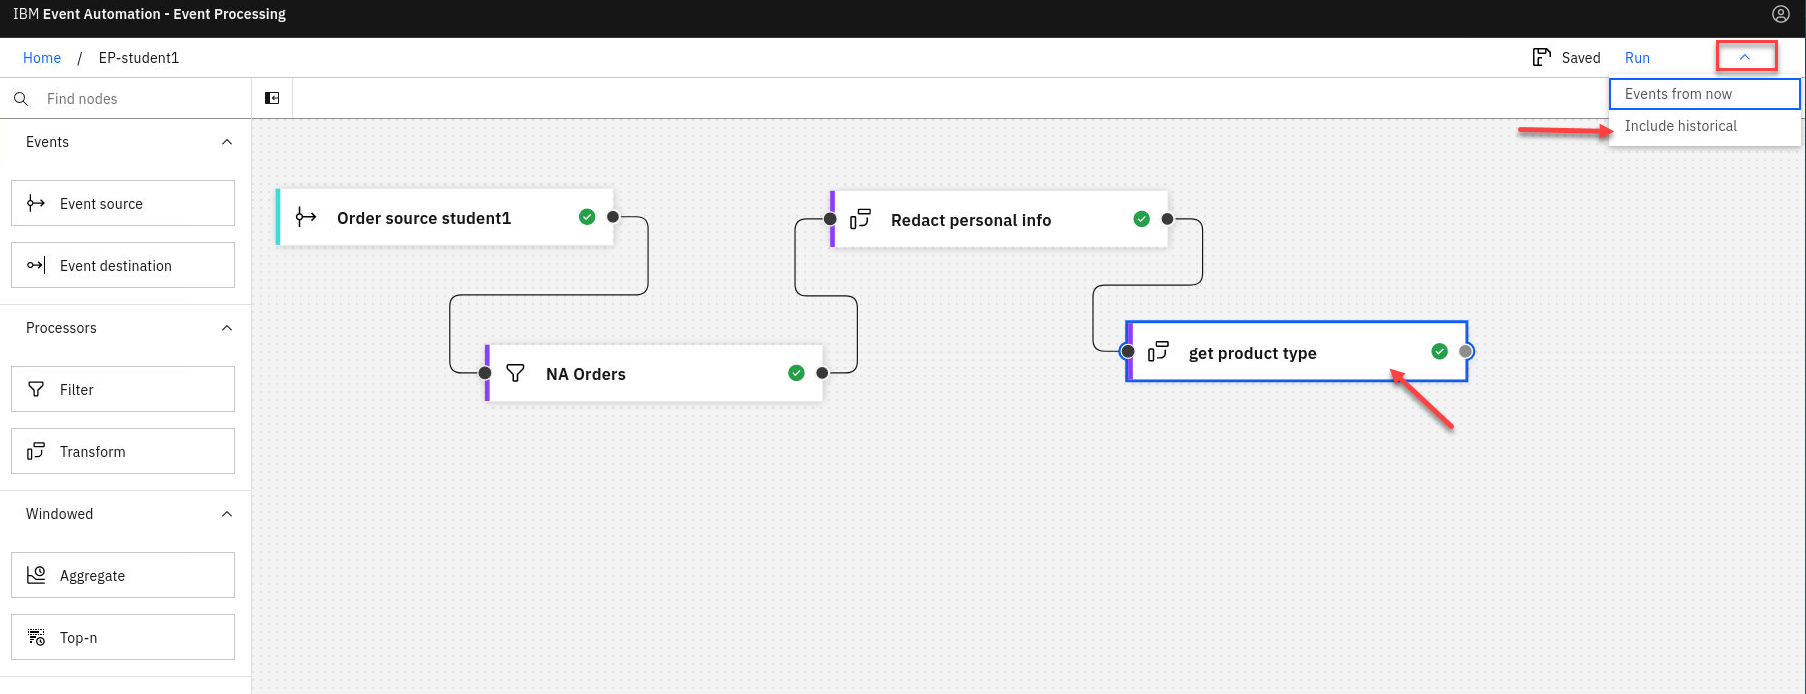 IBM Event Automation - Event Processing
Home / EP-student1
Saved
Run
Events from now
Include historical
Find nodes
Events
Event source
Event destination
Processors
Filter
Transform
Windowed
Aggregate
Top-n
Order source student1
NA Orders
Redact personal info
get product type